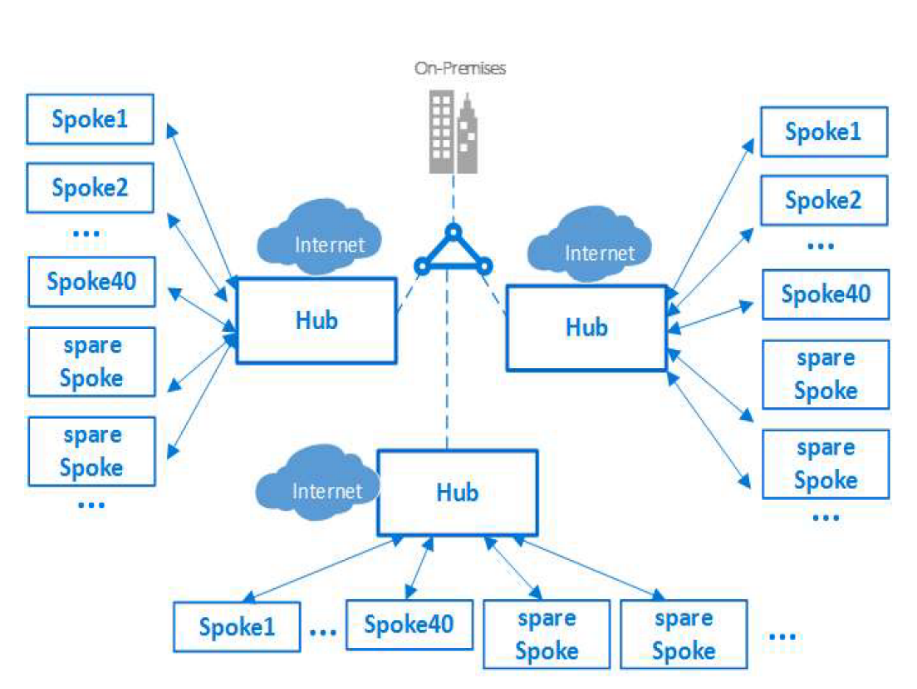 On-Premises
Spoke1
Spoke2
...
Spoke40
spare
Spoke
spare
Spoke
...
Internet
Hub
Internet
Hub
Spoke1
Spoke2
...
Spoke40
spare
Spoke
spare
Spoke
...
Internet
Hub
Spoke1
...
Spoke40
spare
Spoke
spare
Spoke
...